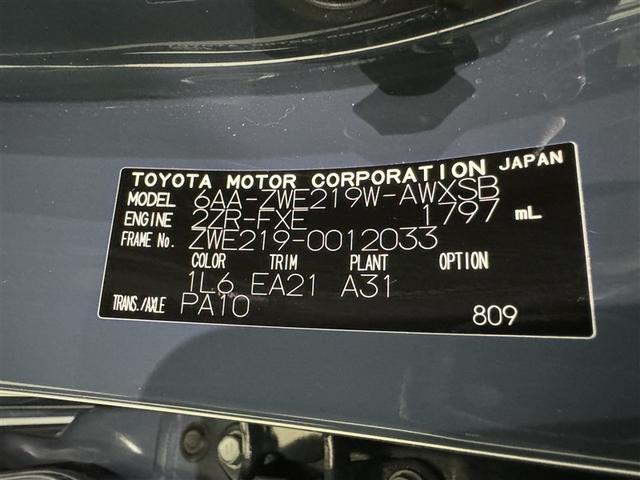 TOYOTA MOTOR CORPORATION JAPAN
MODEL 6AA-ZWE219W-AWXSB
ENGINE 2ZR-FXE 1797 mL
FRAME No. ZWE219-0012033
COLOR TRIM PLANT OPTION
1L6 EA21 A31
TRANS./AXLE PA10
809